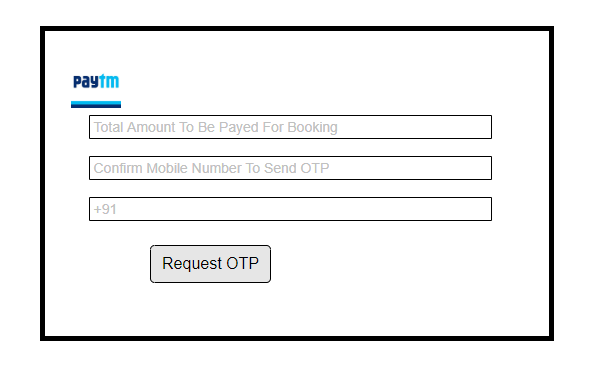 paytm
Total Amount To Be Payed For Booking
Confirm Mobile Number To Send OTP
+91
Request OTP